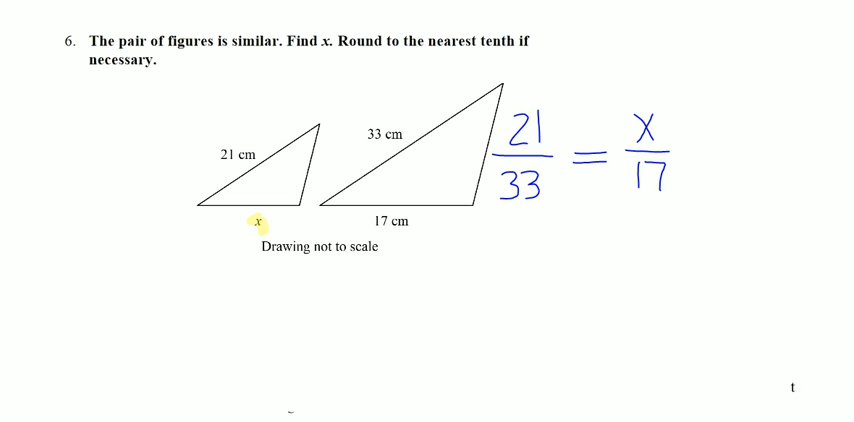 6. The pair of figures is similar. Find x. Round to the nearest tenth if
necessary.
33 cm
21 cm
21/33 = x/17
x
17 cm
Drawing not to scale
t